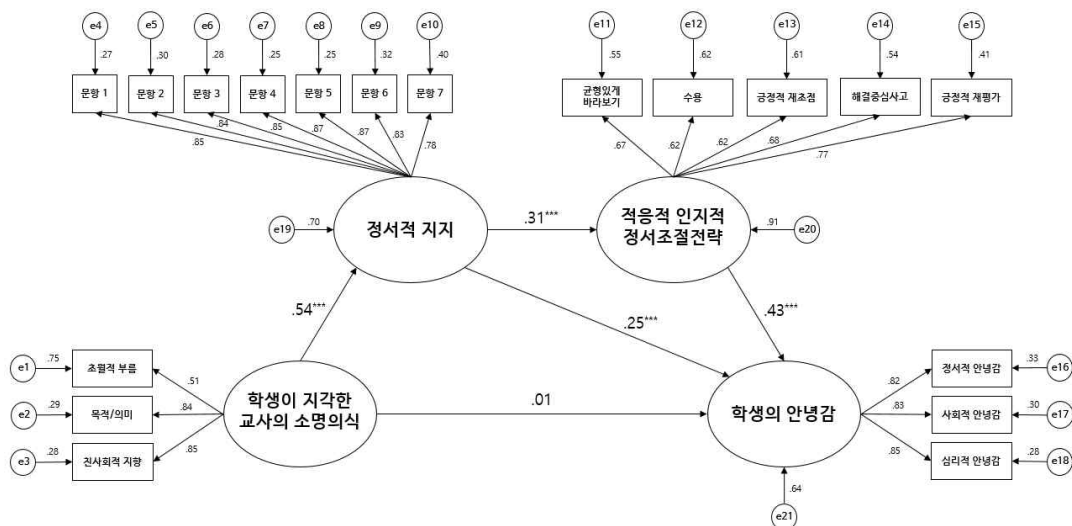 e4 e5 e6 e7 e8 e9 e10 e11 e12 e13 e14 e15
.27 .30 .28 .25 .25 .32 .40 .55 .62 .61 .54 .41
문항 1 문항 2 문항 3 문항 4 문항 5 문항 6 문항 7 균형있게 수용 긍정적 재초점 해결중심사고 긍정적 재평가
바라보기
.85 .84 .85 .87 .87 .83 .78 .67 .62 .62 .68 .77
e19 .70 정서적 지지 .31*** 적응적 인지적 .91 e20
정서조절전략
.54*** .25*** .43***
e1 .75 초월적 부름 .51 정서적 안녕감 .33 e16
.82
e2 .29 목적/의미 .84 학생이 지각한 .01 학생의 안녕감 .83 사회적 안녕감 .30 e17
교사의 소명의식
e3 .28 친사회적 지향 .85 .85 심리적 안녕감 .28 e18
.64
e21